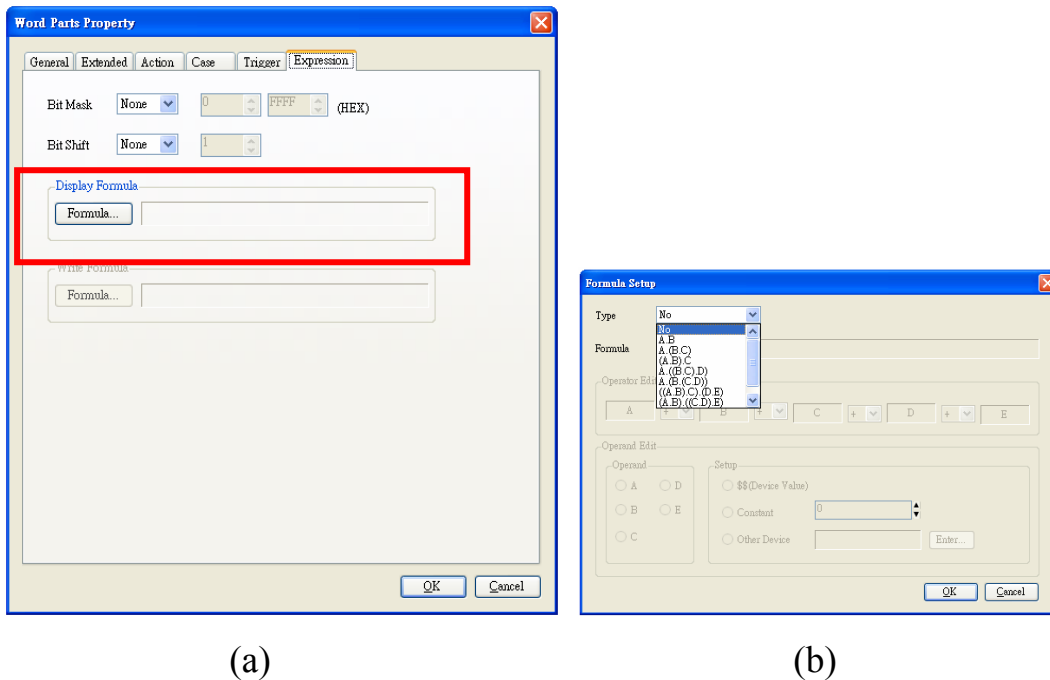 Word Parts Property
General Extended Action Case Trigger Expression
Bit Mask None 0 FFFF (HEX)
Bit Shift None 1
Display Formula
Formula...
Write Formula
Formula...
OK Cancel
(a)
Formula Setup
Type No
No
A.B
Formula A.(B.C)
(A.B).C
A.((B.C).D)
Operator Edit A.(B.(C.D))
((A.B).C).(D.E)
(A.B).((C.D).E)
A + B + C + D + E
Operand Edit
Operand Setup
A D $$(Device Value)
B E Constant 0
C Other Device Enter...
OK Cancel
(b)